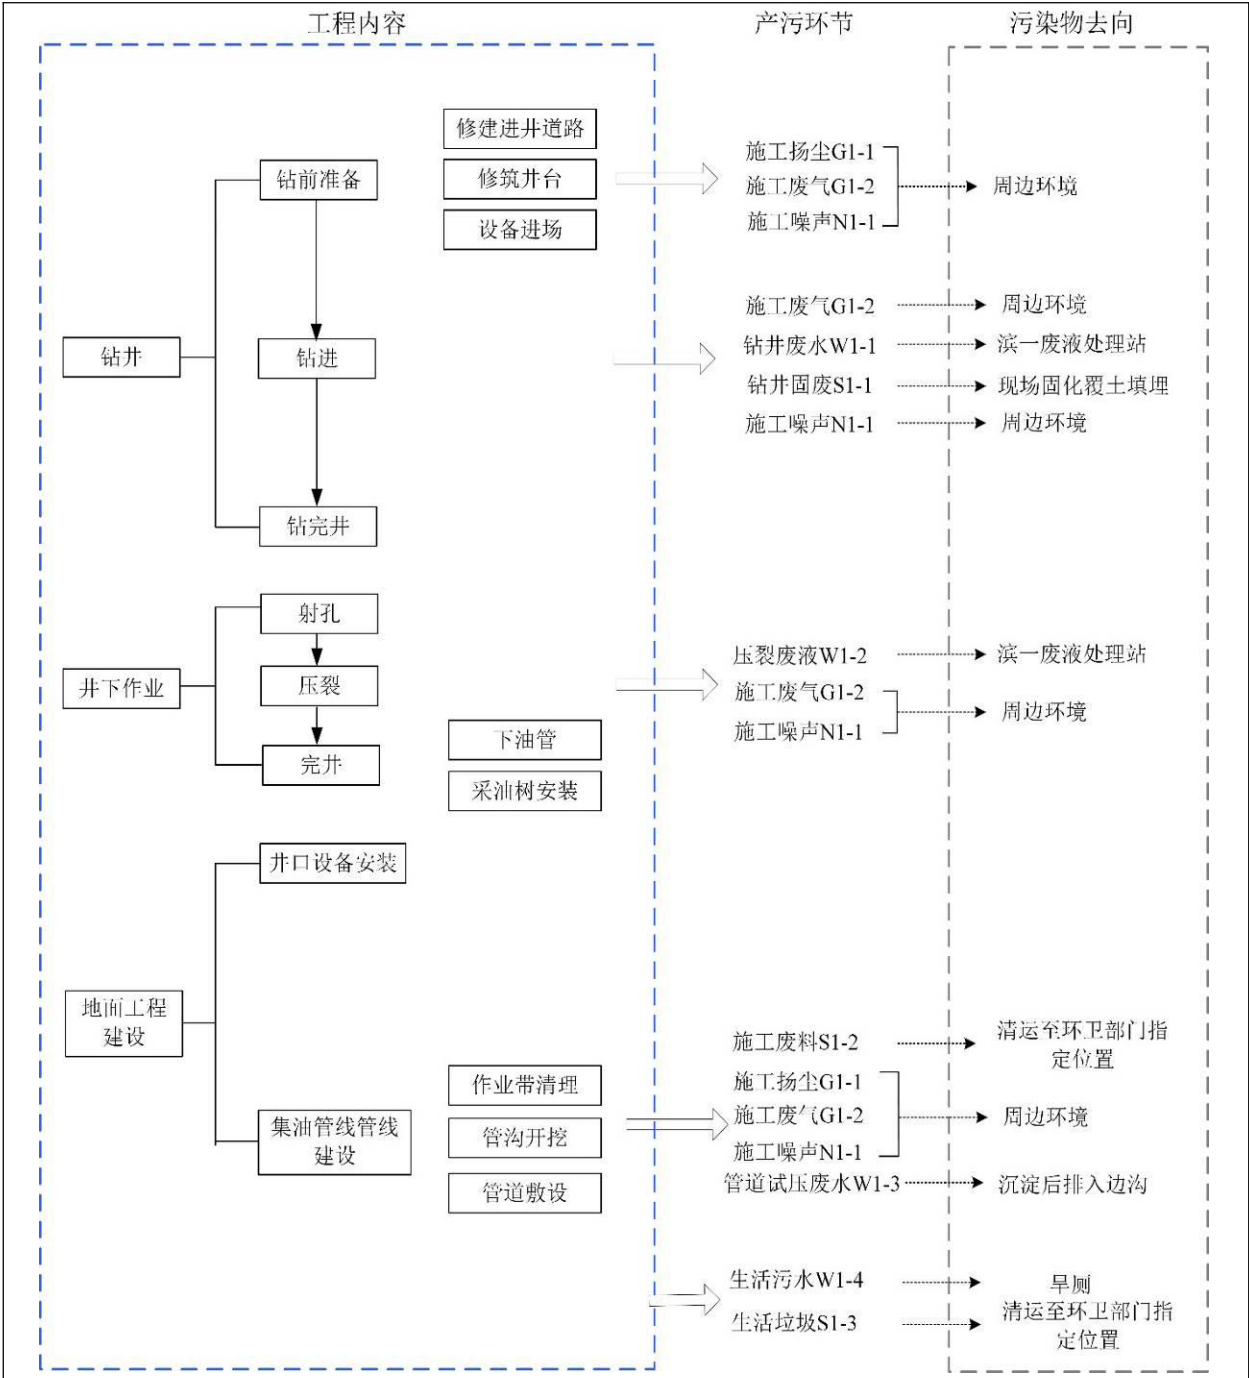 工程内容
产污环节
污染物去向
修建进井道路
钻前准备
修筑井台
设备进场
施工扬尘G1-1
施工废气G1-2
施工噪声N1-1
周边环境
钻井
钻进
钻完井
施工废气G1-2
周边环境
钻井废水W1-1
滨一废液处理站
钻井固废S1-1
现场固化覆土填埋
施工噪声N1-1
周边环境
井下作业
射孔
压裂
完井
下油管
采油树安装
压裂废液W1-2
滨一废液处理站
施工废气G1-2
施工噪声N1-1
周边环境
地面工程
建设
井口设备安装
集油管线管线
建设
作业带清理
管沟开挖
管道敷设
施工废料S1-2
清运至环卫部门指
定位置
施工扬尘G1-1
施工废气G1-2
施工噪声N1-1
周边环境
管道试压废水W1-3
沉淀后排入边沟
生活污水W1-4
旱厕
生活垃圾S1-3
清运至环卫部门指
定位置